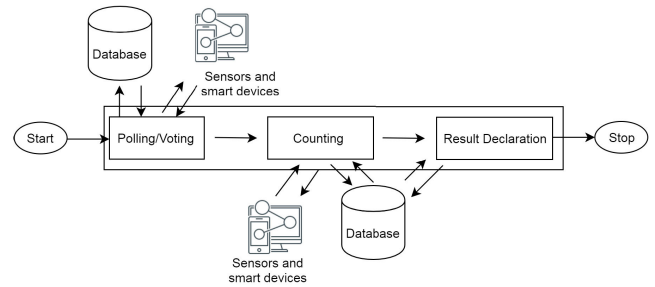 Database
Sensors and
smart devices
Start
Polling/Voting
Counting
Result Declaration
Stop
Database
Sensors and
smart devices